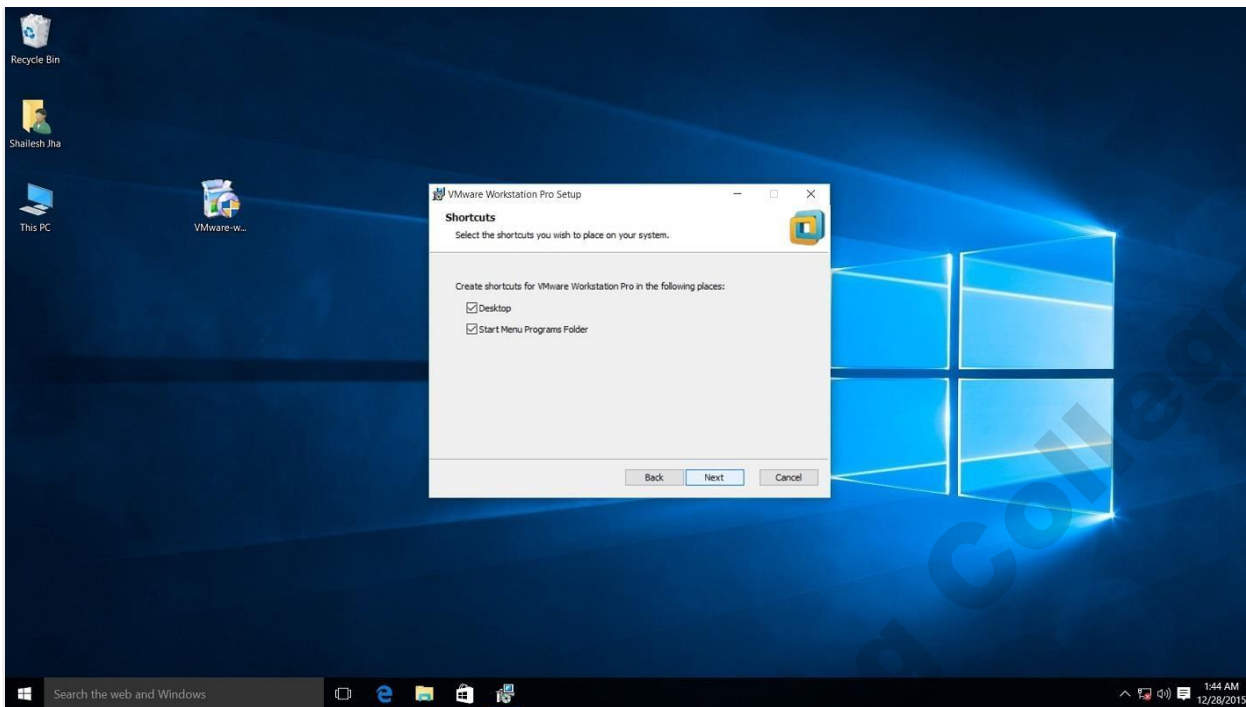 Recycle Bin
Shailesh Jha
This PC
VMware-w...
VMware Workstation Pro Setup
Shortcuts
Select the shortcuts you wish to place on your system.
Create shortcuts for VMware Workstation Pro in the following places:
Desktop
Start Menu Programs Folder
Back Next Cancel
College
Search the web and Windows
1:44 AM
12/28/2015